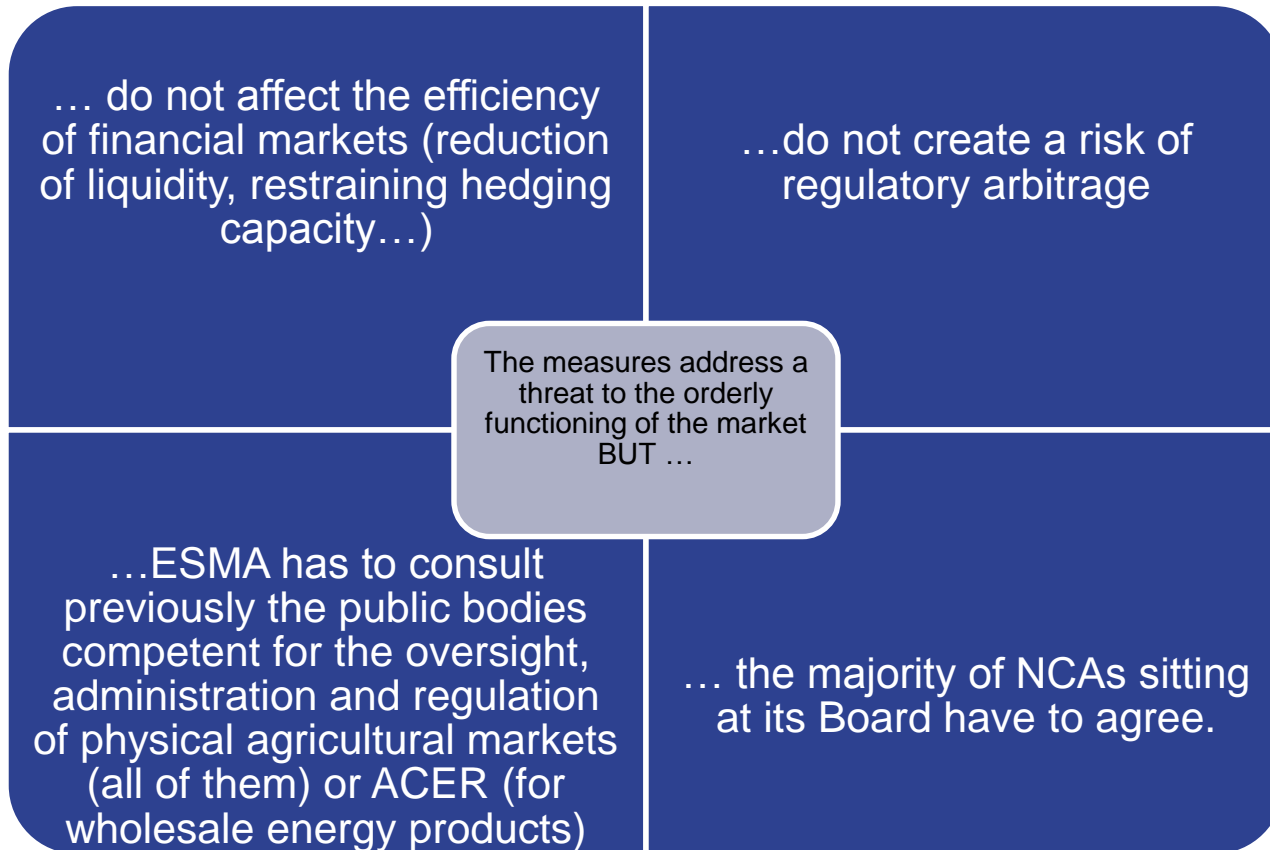 … do not affect the efficiency
of financial markets (reduction
of liquidity, restraining hedging
capacity…)
…do not create a risk of
regulatory arbitrage
The measures address a
threat to the orderly
functioning of the market
BUT …
…ESMA has to consult
previously the public bodies
competent for the oversight,
administration and regulation
of physical agricultural markets
(all of them) or ACER (for
wholesale energy products)
… the majority of NCAs sitting
at its Board have to agree.